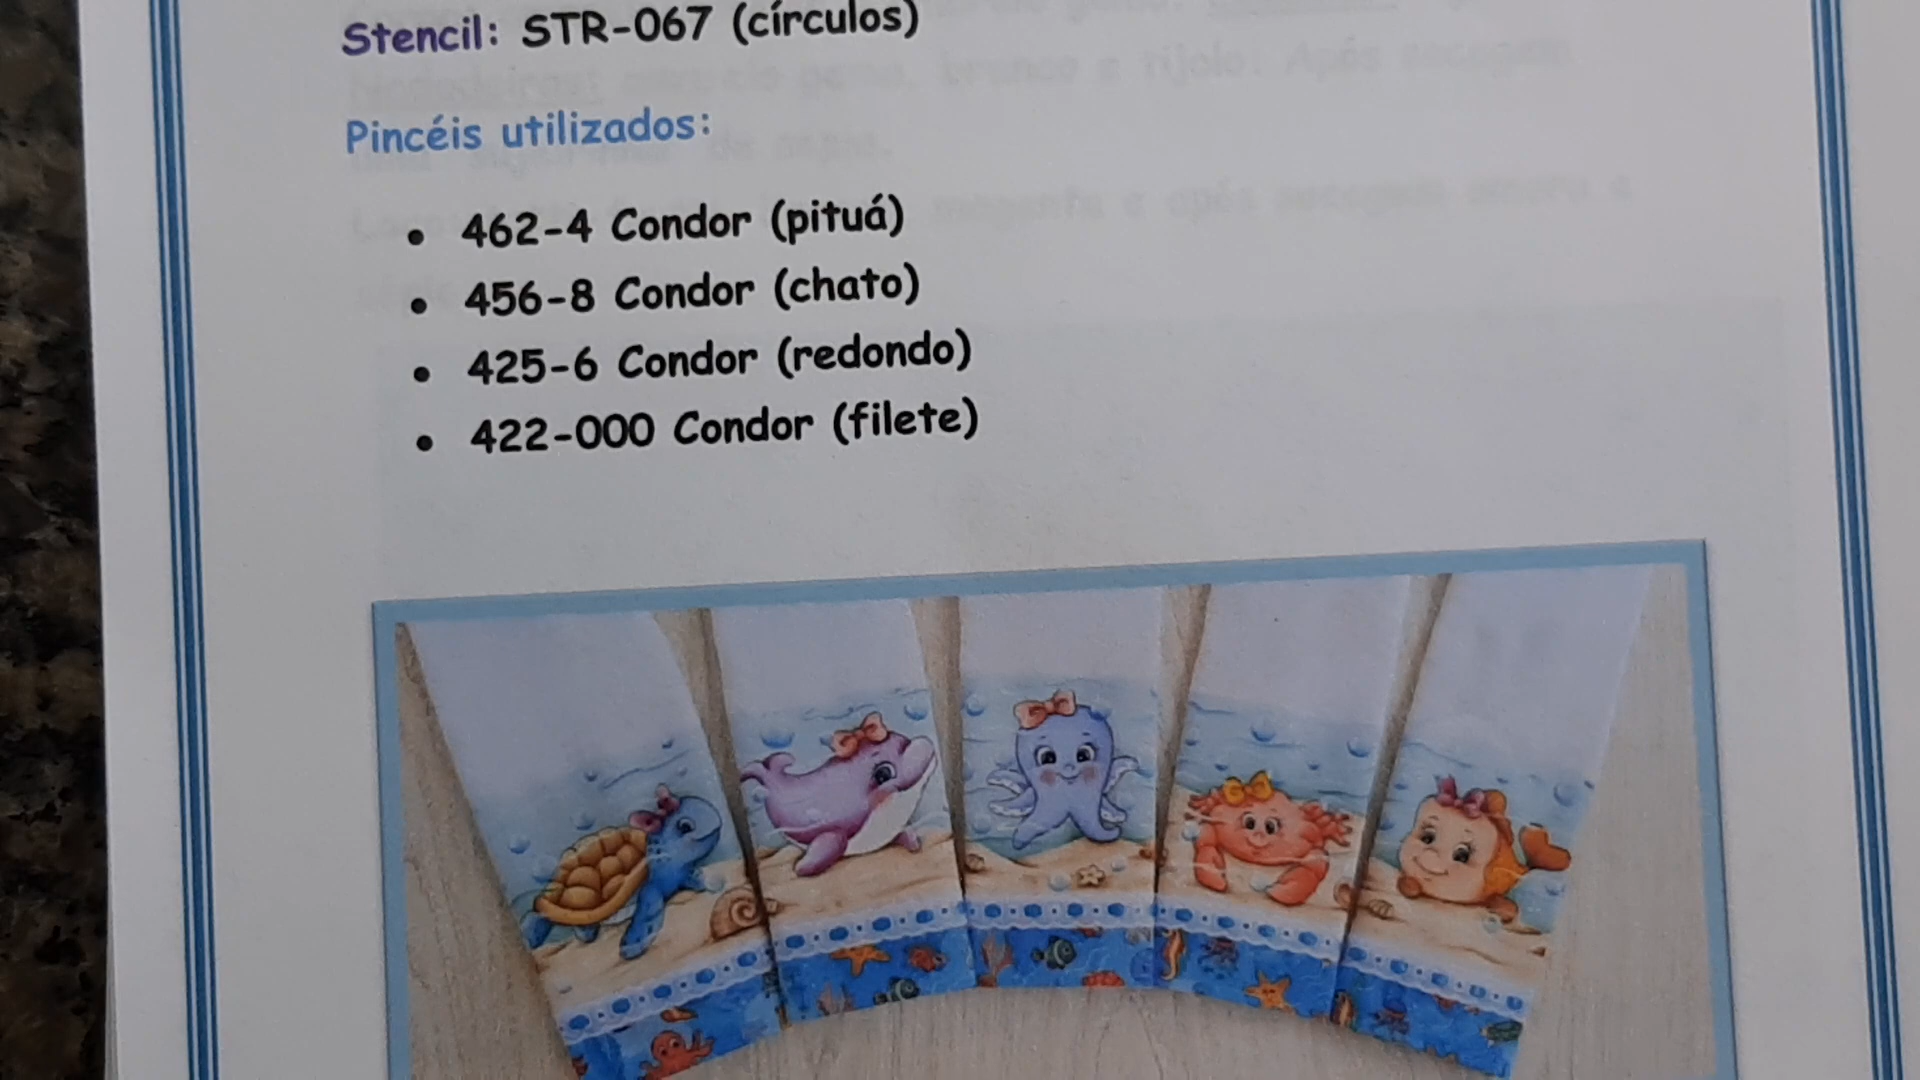 Stencil: STR-067 (círculos)
Pincéis utilizados:
• 462-4 Condor (pituá)
• 456-8 Condor (chato)
• 425-6 Condor (redondo)
• 422-000 Condor (filete)